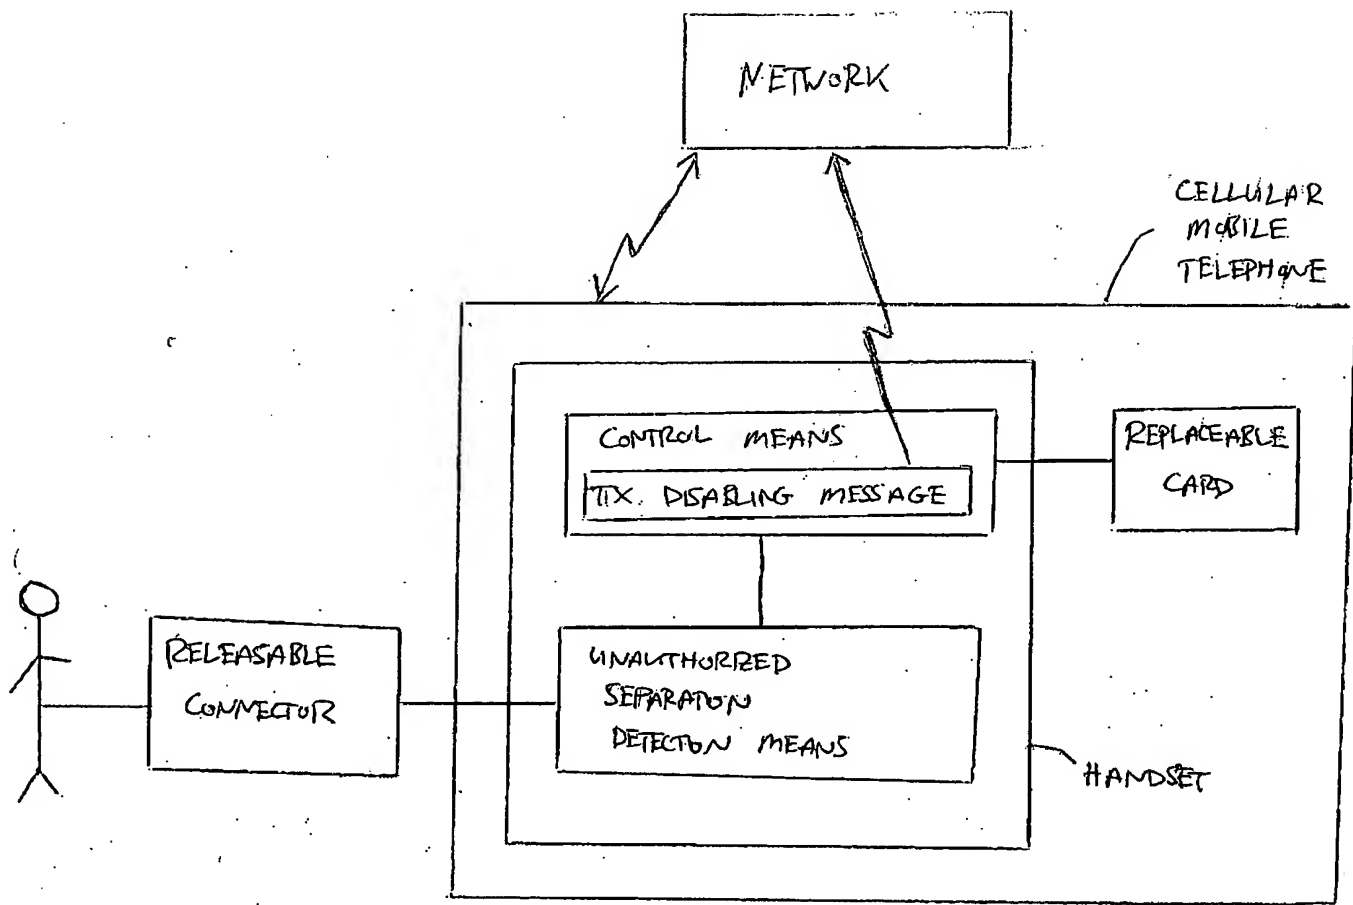 NETWORK
CELLULAR
MOBILE
TELEPHONE
CONTROL MEANS
TX. DISABLING MESSAGE
REPLACEABLE
CARD
RELEASABLE
CONNECTOR
UNAUTHORIZED
SEPARATION
DETECTION MEANS
HANDSET